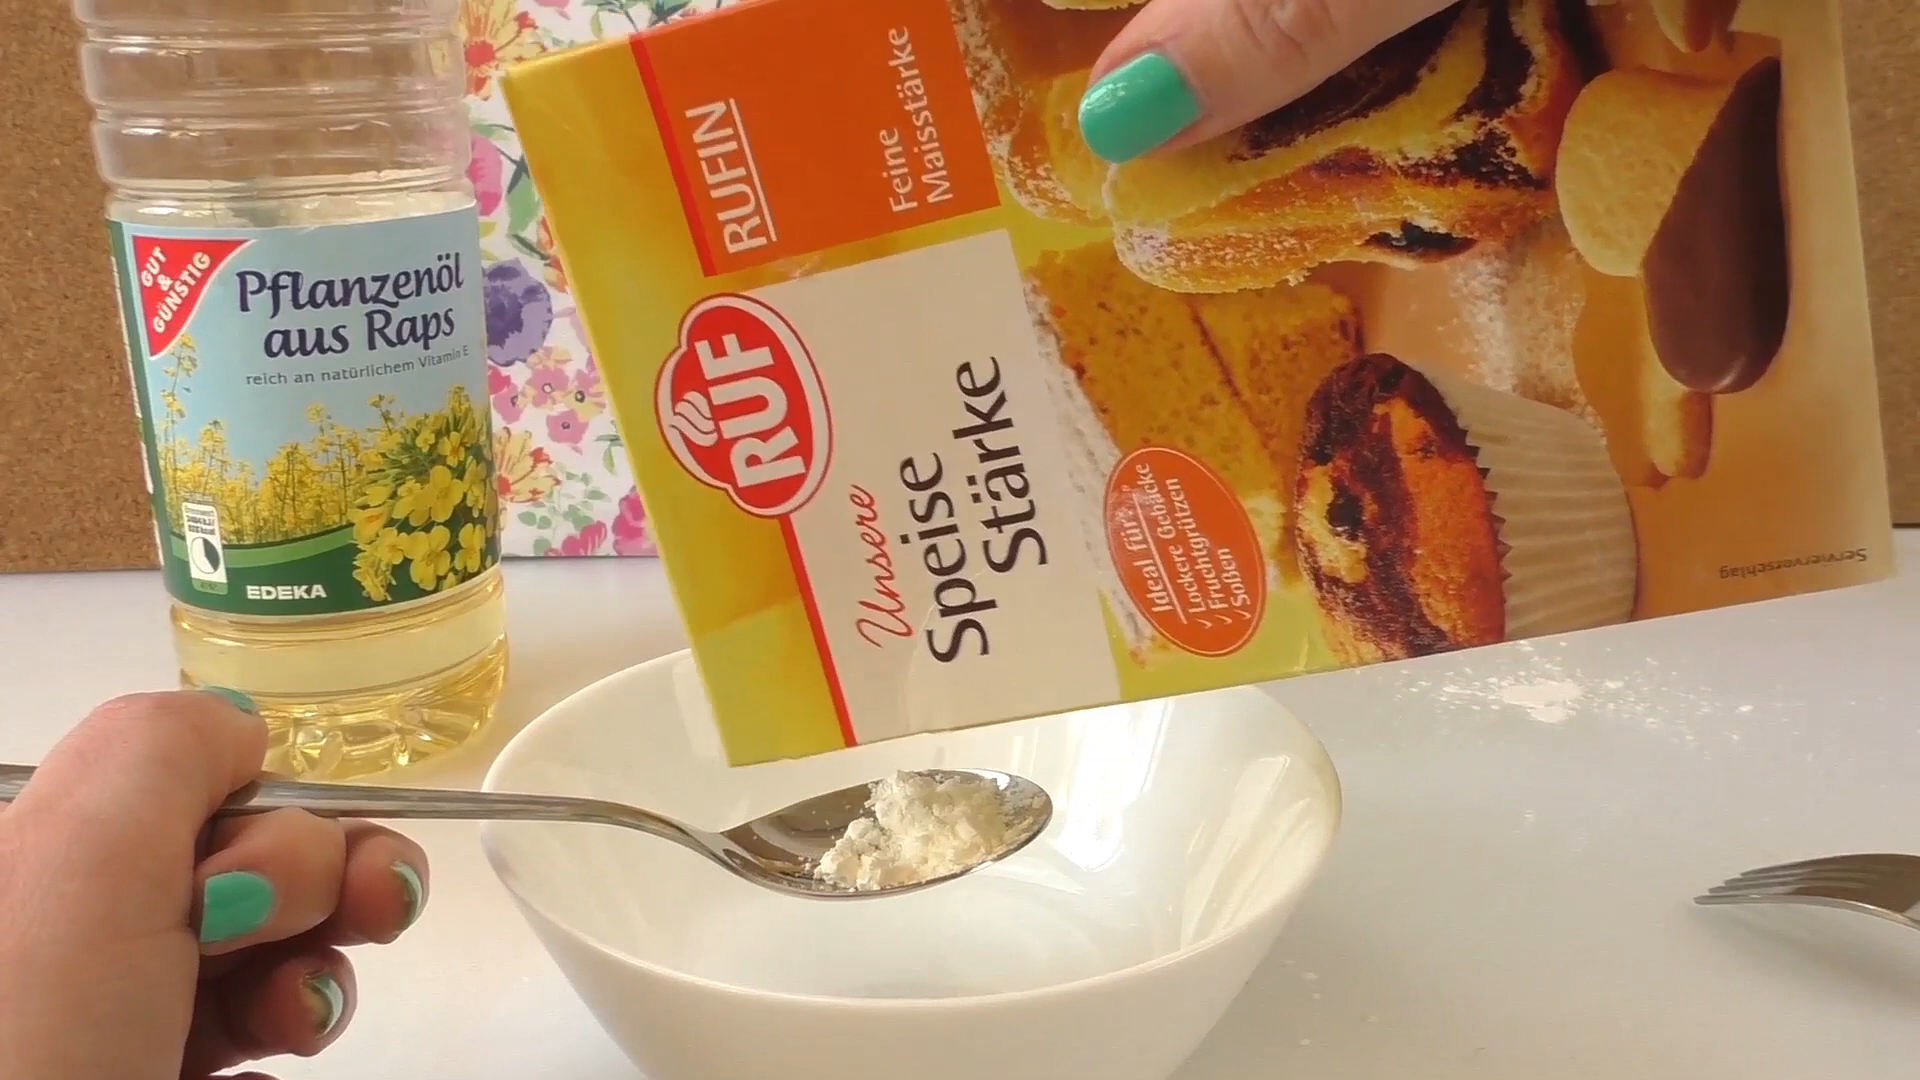 GUT
&
GÜNSTIG
Pflanzenöl
aus Raps
reich an natürlichem Vitamin E
EDEKA
RUFIN
Feine
Maisstärke
RUF
Unsere
Speise
Stärke
Ideal für:
✓ Lockere Gebäcke
✓ Fruchtgrützen
✓ Soßen
Serviervorschlag